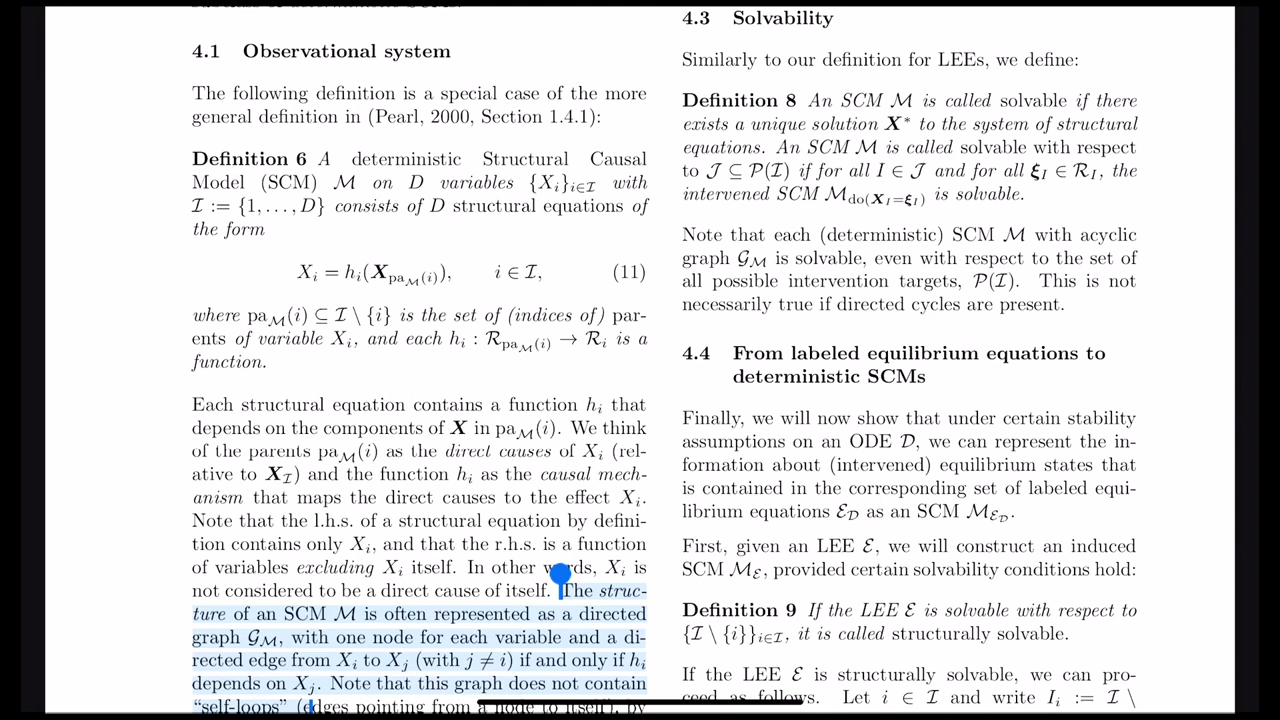 4.1 Observational system
The following definition is a special case of the more
general definition in (Pearl, 2000, Section 1.4.1):
Definition 6 A deterministic Structural Causal
Model (SCM) ℳ on D variables {X_i}_{i∈ℐ} with
ℐ := {1, . . . , D} consists of D structural equations of
the form
X_i = h_i(𝑿_{pa_ℳ(i)}), i ∈ ℐ, (11)
where pa_ℳ(i) ⊆ ℐ \ {i} is the set of (indices of) par-
ents of variable X_i, and each h_i : ℛ_{pa_ℳ(i)} → ℛ_i is a
function.
Each structural equation contains a function h_i that
depends on the components of 𝑿 in pa_ℳ(i). We think
of the parents pa_ℳ(i) as the direct causes of X_i (rel-
ative to 𝑿_ℐ) and the function h_i as the causal mech-
anism that maps the direct causes to the effect X_i.
Note that the l.h.s. of a structural equation by defini-
tion contains only X_i, and that the r.h.s. is a function
of variables excluding X_i itself. In other words, X_i is
not considered to be a direct cause of itself. The struc-
ture of an SCM ℳ is often represented as a directed
graph 𝒢_ℳ, with one node for each variable and a di-
rected edge from X_i to X_j (with j ≠ i) if and only if h_i
depends on X_j. Note that this graph does not contain
“self-loops” (edges pointing from a node to itself), by
4.3 Solvability
Similarly to our definition for LEEs, we define:
Definition 8 An SCM ℳ is called solvable if there
exists a unique solution 𝑿* to the system of structural
equations. An SCM ℳ is called solvable with respect
to 𝒥 ⊆ 𝒫(ℐ) if for all I ∈ 𝒥 and for all 𝝃_I ∈ ℛ_I, the
intervened SCM ℳ_{do(𝑿_I=𝝃_I)} is solvable.
Note that each (deterministic) SCM ℳ with acyclic
graph 𝒢_ℳ is solvable, even with respect to the set of
all possible intervention targets, 𝒫(ℐ). This is not
necessarily true if directed cycles are present.
4.4 From labeled equilibrium equations to
deterministic SCMs
Finally, we will now show that under certain stability
assumptions on an ODE 𝒟, we can represent the in-
formation about (intervened) equilibrium states that
is contained in the corresponding set of labeled equi-
librium equations ℰ_𝒟 as an SCM ℳ_{ℰ_𝒟}.
First, given an LEE ℰ, we will construct an induced
SCM ℳ_ℰ, provided certain solvability conditions hold:
Definition 9 If the LEE ℰ is solvable with respect to
{ℐ \ {i}}_{i∈ℐ}, it is called structurally solvable.
If the LEE ℰ is structurally solvable, we can pro-
ceed as follows. Let i ∈ ℐ and write I_i := ℐ \